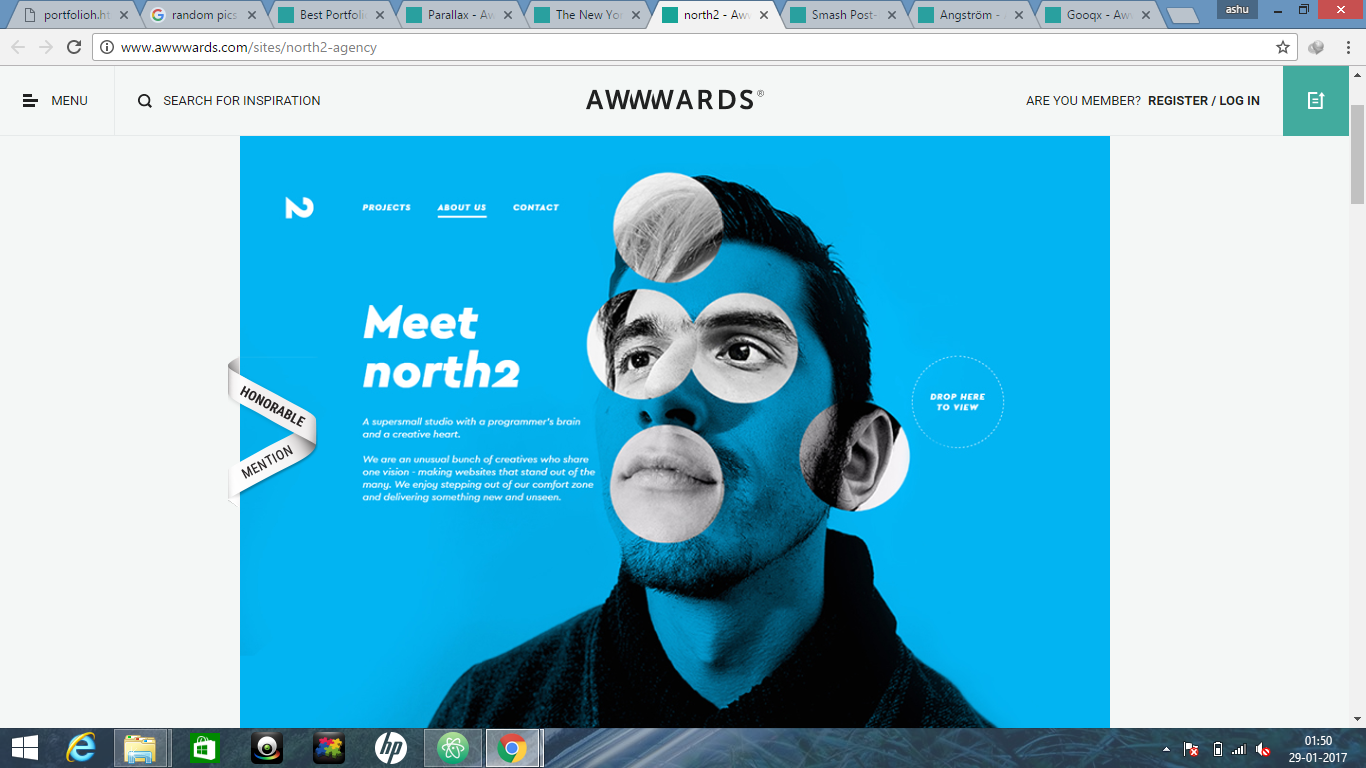 portfolioh.ht
random pics
Best Portfolio
Parallax - Aw
The New Yo
north2 - Aw
Smash Post-
Angström -
Gooqx - Aw
ashu
www.awwwards.com/sites/north2-agency
MENU
SEARCH FOR INSPIRATION
AWWWARDS®
ARE YOU MEMBER? REGISTER / LOG IN
PROJECTS
ABOUT US
CONTACT
Meet
north2
HONORABLE
MENTION
DROP HERE
TO VIEW
A supersmall studio with a programmer's brain
and a creative heart.
We are an unusual bunch of creatives who share
one vision - making websites that stand out of the
many. We enjoy stepping out of our comfort zone
and delivering something new and unseen.
hp
01:50
29-01-2017